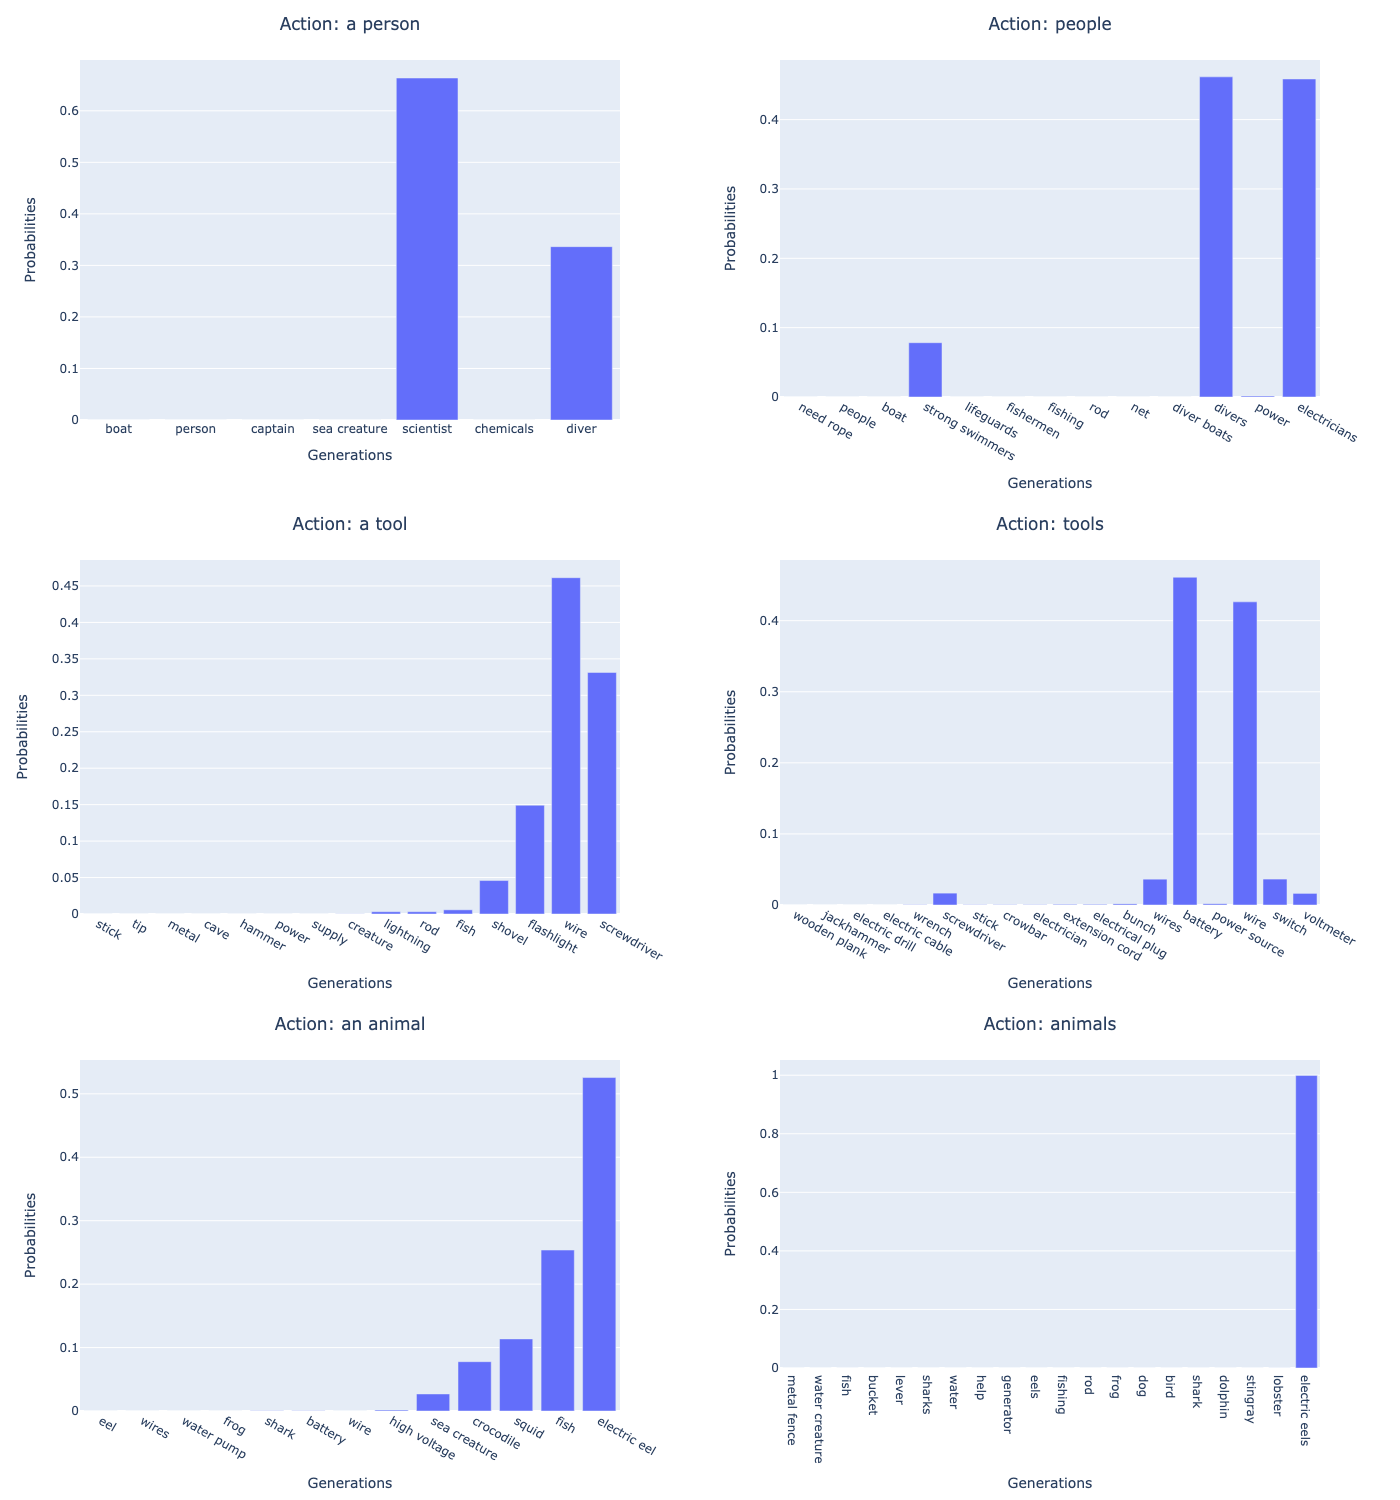 Action: a person
Probabilities
0.6
0.5
0.4
0.3
0.2
0.1
0
boat person captain sea creature scientist chemicals diver
Generations
Action: people
Probabilities
0.4
0.3
0.2
0.1
0
need rope people boat strong swimmers lifeguards fishermen fishing rod net diver boats divers power electricians
Generations
Action: a tool
Probabilities
0.45
0.4
0.35
0.3
0.25
0.2
0.15
0.1
0.05
0
stick tip metal cave hammer power supply creature lightning rod fish shovel flashlight wire screwdriver
Generations
Action: tools
Probabilities
0.4
0.3
0.2
0.1
0
wooden plank jackhammer electric drill electric cable wrench screwdriver stick crowbar electrician extension cord electrical plug bunch wires battery power source wire switch voltmeter
Generations
Action: an animal
Probabilities
0.5
0.4
0.3
0.2
0.1
0
eel wires water pump frog shark battery wire high voltage sea creature crocodile squid fish electric eel
Generations
Action: animals
Probabilities
1
0.8
0.6
0.4
0.2
0
metal fence water creature fish bucket lever sharks water help generator eels fishing rod frog dog bird shark dolphin stingray lobster electric eels
Generations